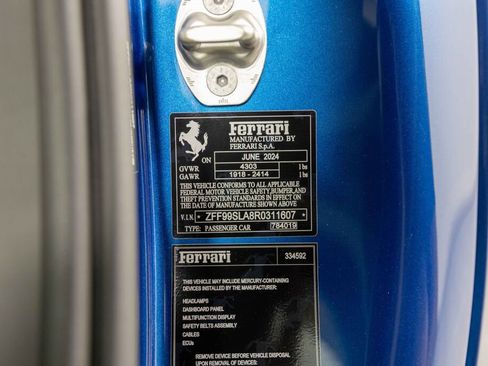 Ferrari
MANUFACTURED BY
FERRARI S.p.A.
ON JUNE 2024
GVWR 4303 lbs
GAWR 1918 - 2414 lbs
THIS VEHICLE CONFORMS TO ALL APPLICABLE
FEDERAL MOTOR VEHICLE SAFETY,BUMPER,AND
THEFT PREVENTION STANDARDS IN EFFECT ON
THE DATE OF MANUFACTURE SHOWN ABOVE
V.I.N. * ZFF99SLA8R0311607 *
TYPE: PASSENGER CAR 784019
Ferrari 334592
THIS VEHICLE MAY INCLUDE MERCURY-CONTAINING
DEVICES INSTALLED BY THE MANUFACTURER:
HEADLAMPS
DASHBOARD PANEL
MULTIFUNCTION DISPLAY
SAFETY BELTS ASSEMBLY
CABLES
ECUs
REMOVE DEVICE BEFORE VEHICLE DISPOSAL
UPON REMOVAL OF DEVICES